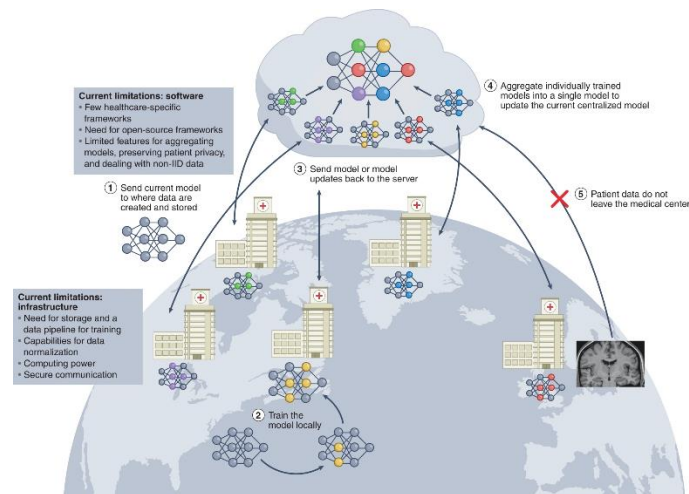 Current limitations: software
• Few healthcare-specific
frameworks
• Need for open-source frameworks
• Limited features for aggregating
models, preserving patient privacy,
and dealing with non-IID data
4 Aggregate individually trained
models into a single model to
update the current centralized model
3 Send model or model
updates back to the server
1 Send current model
to where data are
created and stored
5 Patient data do not
leave the medical center
Current limitations:
infrastructure
• Need for storage and a
data pipeline for training
• Capabilities for data
normalization
• Computing power
• Secure communication
2 Train the
model locally